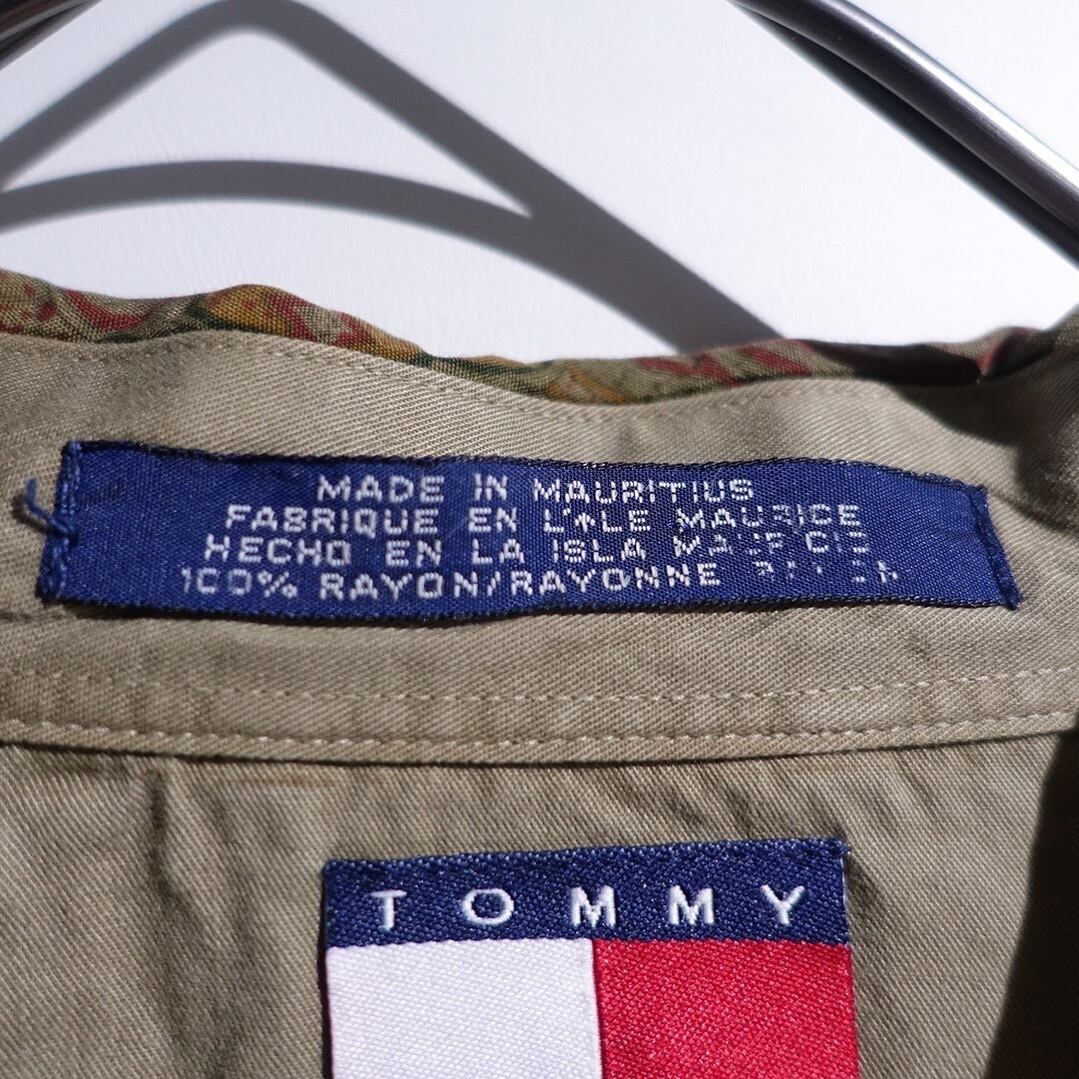 MADE IN MAURITIUS
FABRIQUE EN L'ILE MAURICE
HECHO EN LA ISLA
100% RAYON/RAYONNE
TOMMY